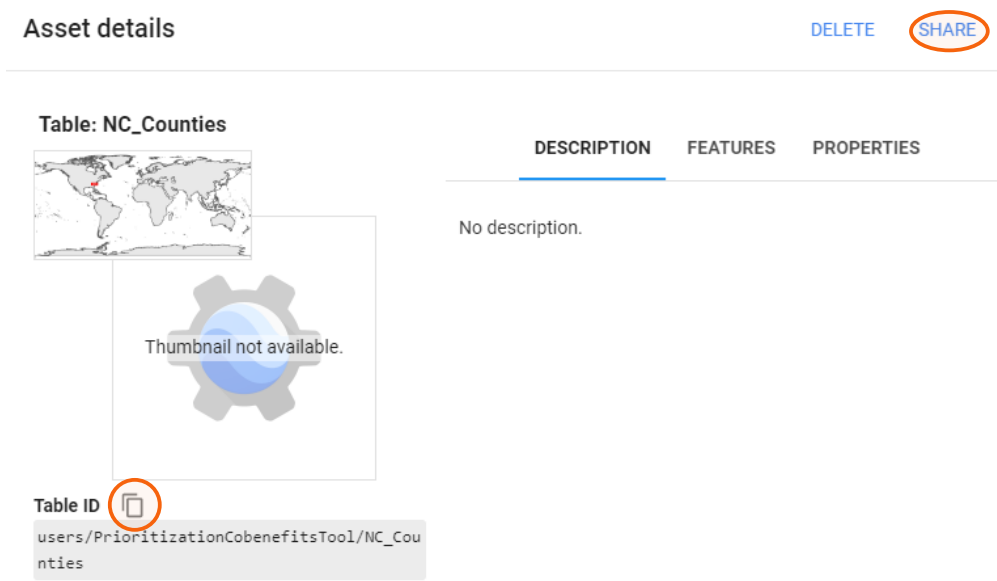 Asset details
DELETE
SHARE
Table: NC_Counties
DESCRIPTION
FEATURES
PROPERTIES
No description.
Thumbnail not available.
Table ID
users/PrioritizationCobenefitsTool/NC_Cou
nties